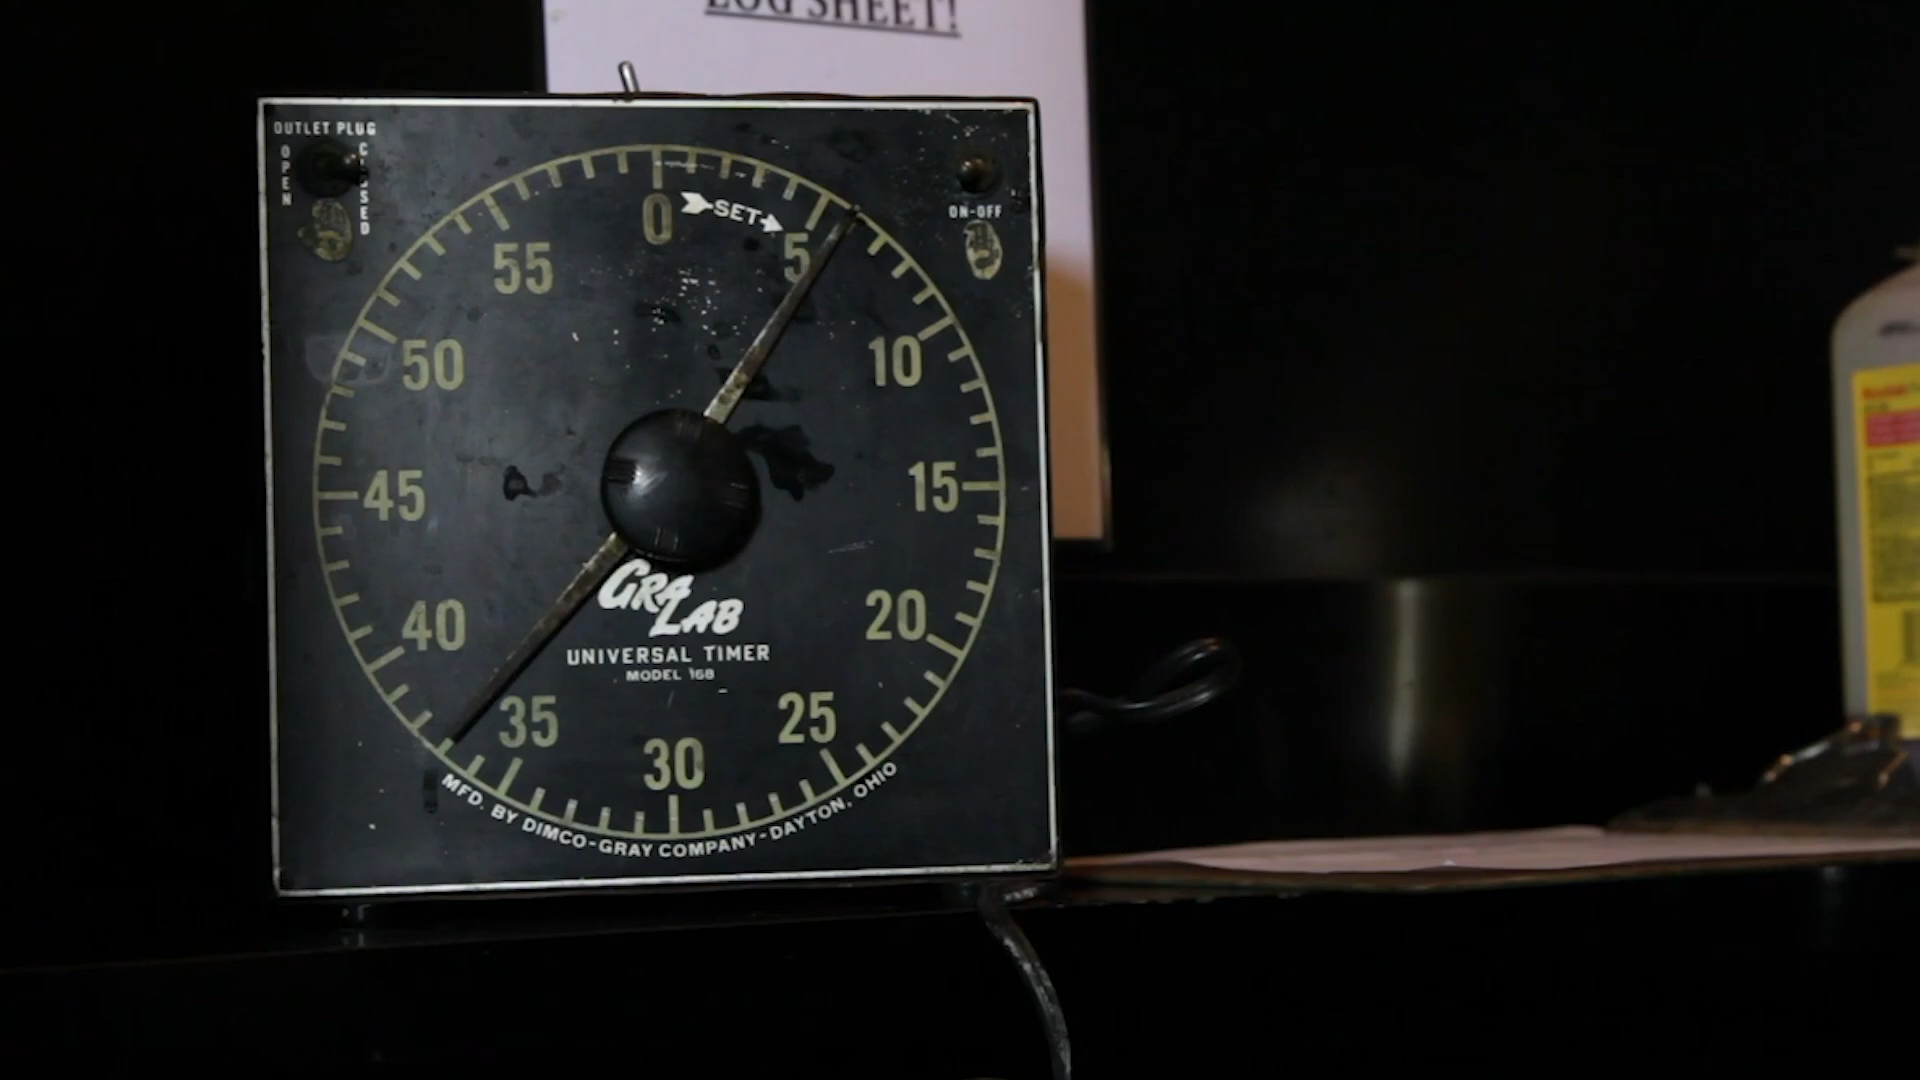 LOG SHEET!
OUTLET PLUG
OPEN
CLOSED
ON-OFF
0
SET
5
10
15
20
25
30
35
40
45
50
55
GRA LAB
UNIVERSAL TIMER
MODEL 168
MFD. BY DIMCO-GRAY COMPANY-DAYTON, OHIO